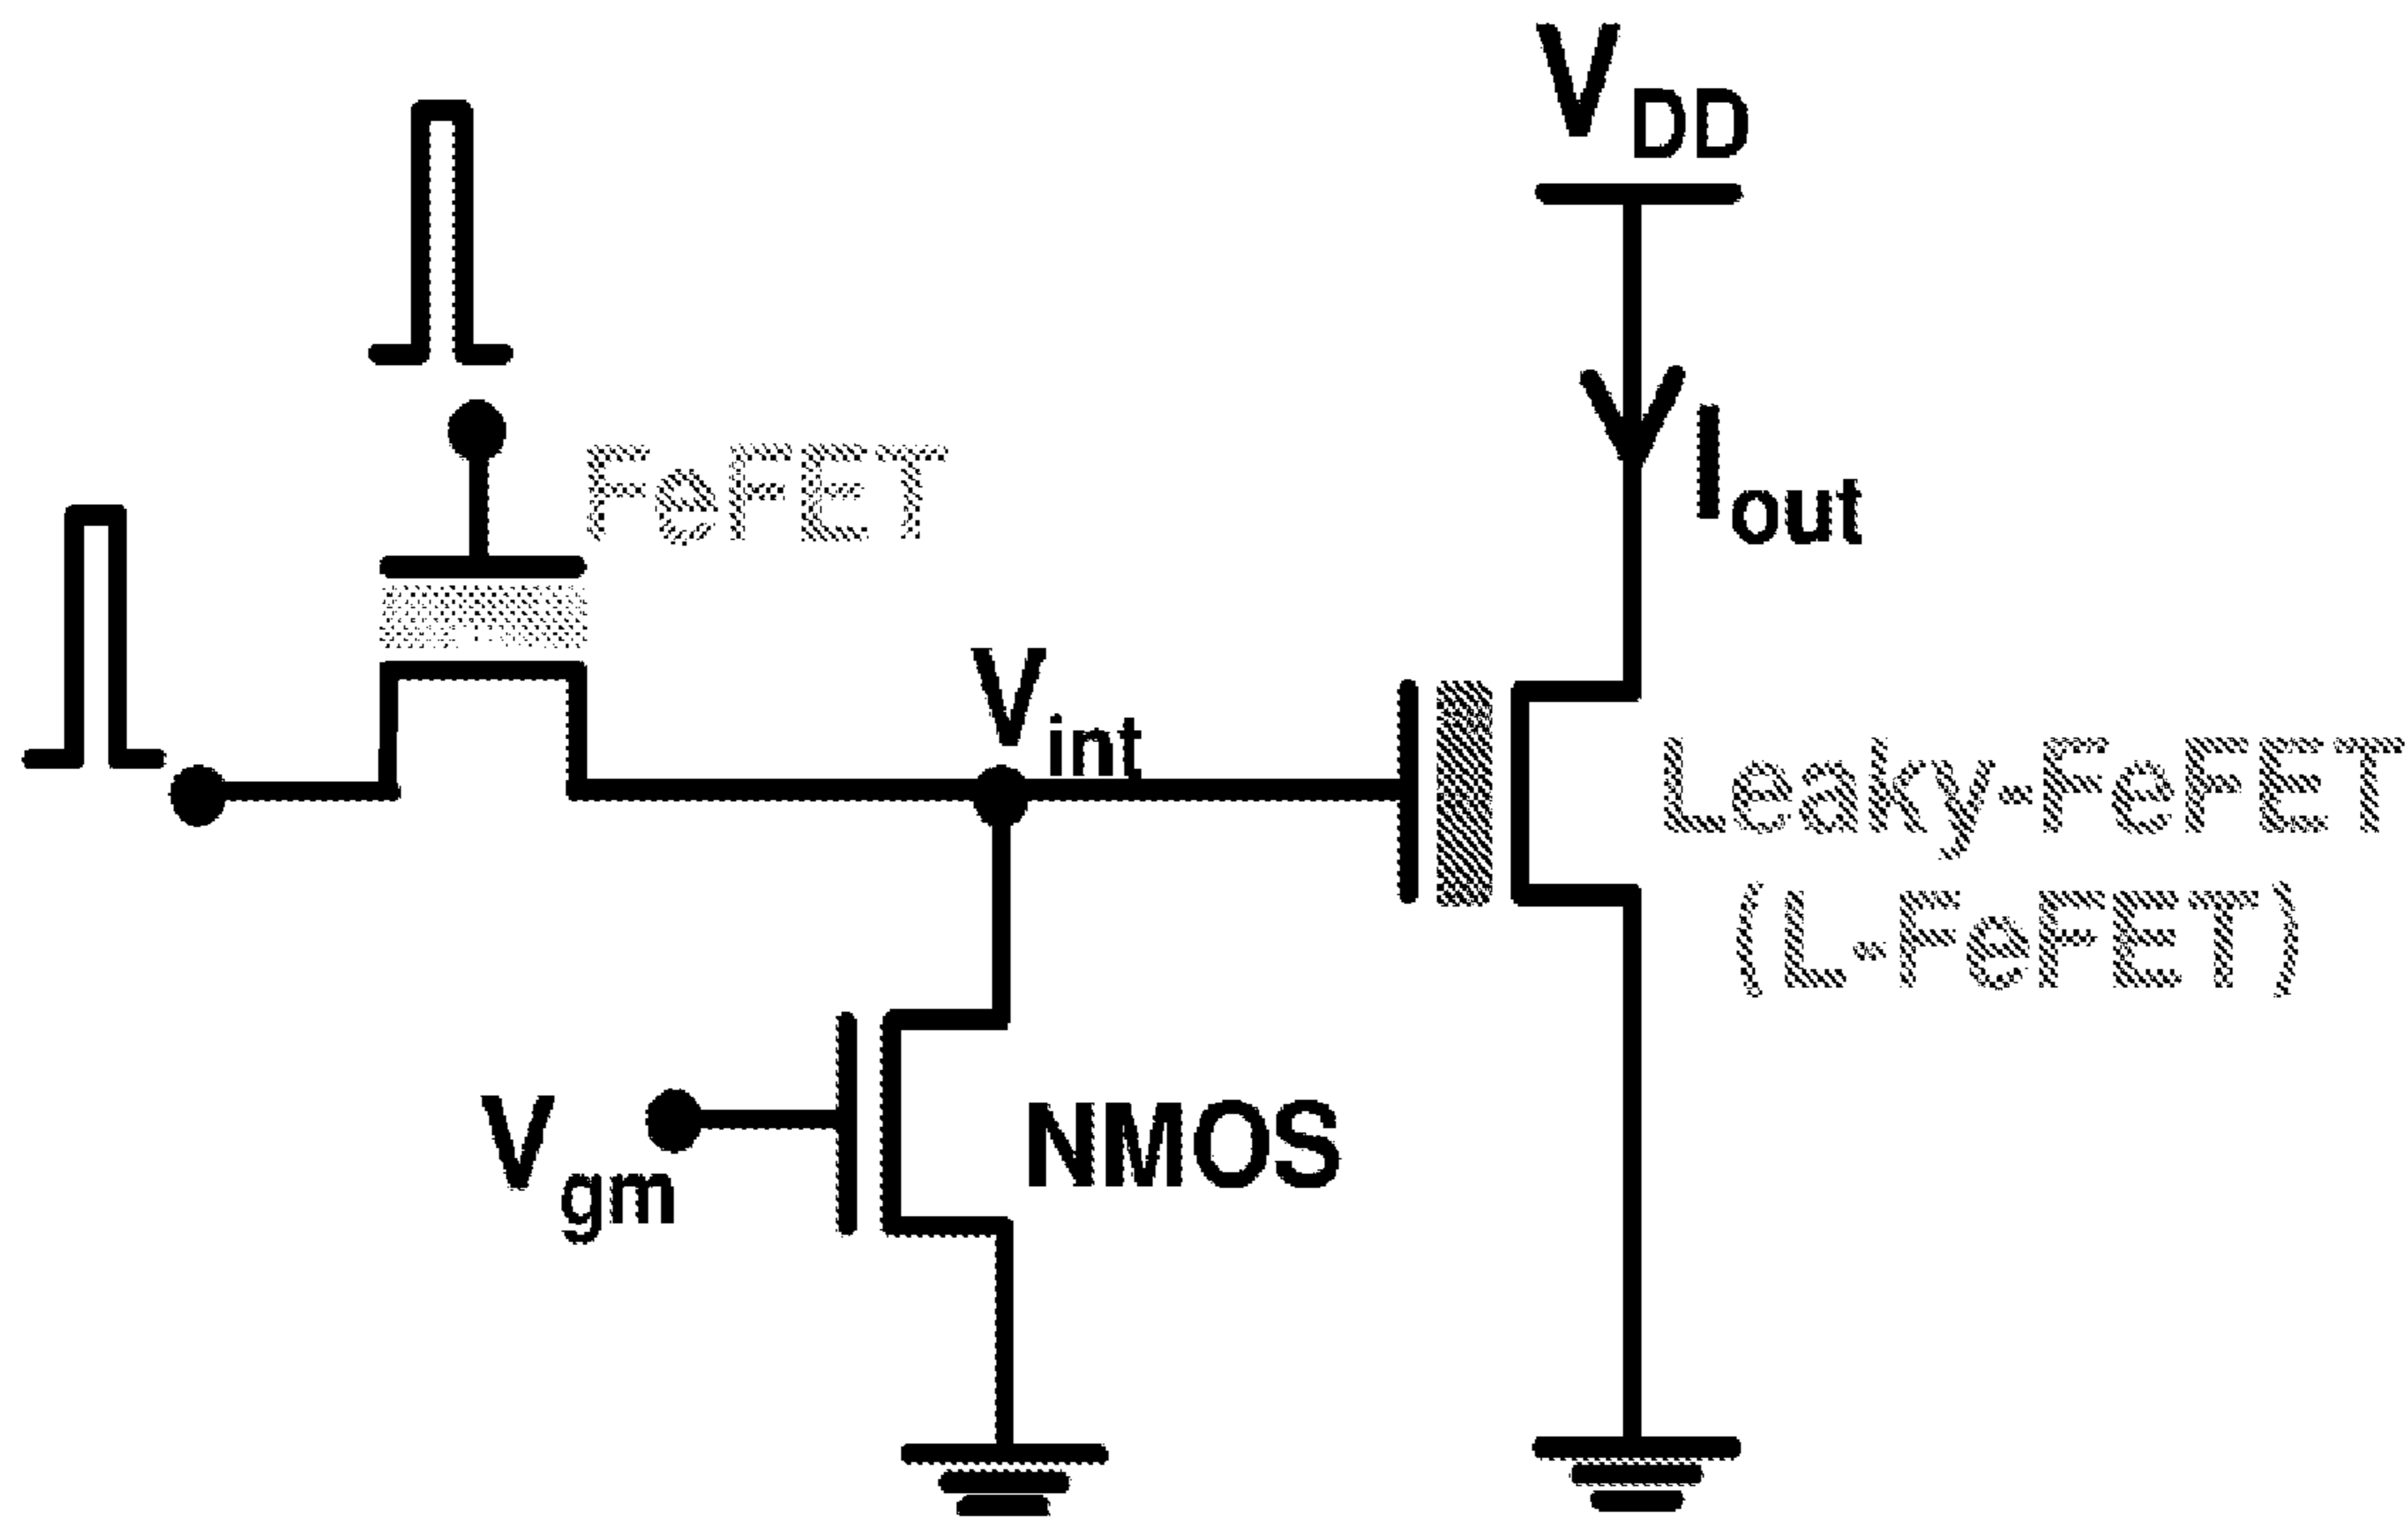 VDD
FeFET
Iout
Vint
Leaky-FeFET
(L-FeFET)
Vgm
NMOS